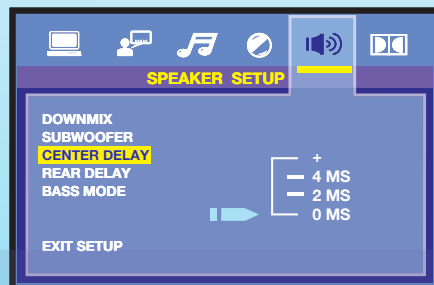 SPEAKER SETUP
DOWNMIX
SUBWOOFER
CENTER DELAY
REAR DELAY
BASS MODE
EXIT SETUP
+
4 MS
2 MS
0 MS